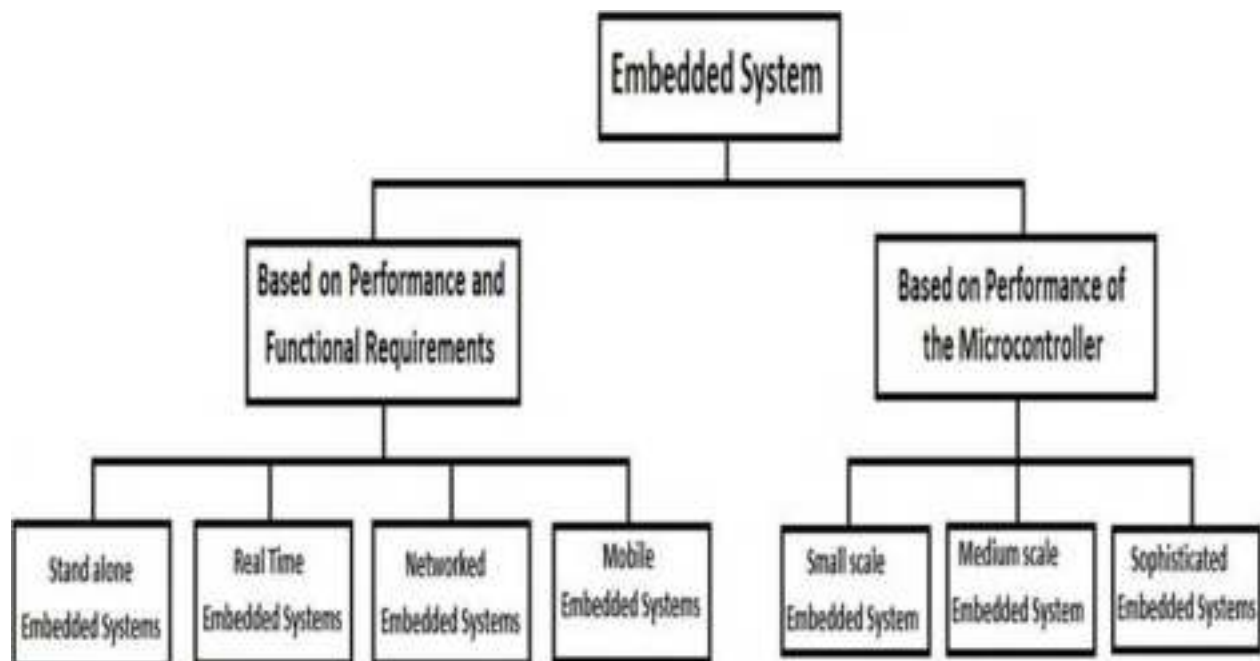 Embedded System
Based on Performance and
Functional Requirements
Based on Performance of
the Microcontroller
Stand alone
Embedded Systems
Real Time
Embedded Systems
Networked
Embedded Systems
Mobile
Embedded Systems
Small scale
Embedded System
Medium scale
Embedded System
Sophisticated
Embedded Systems